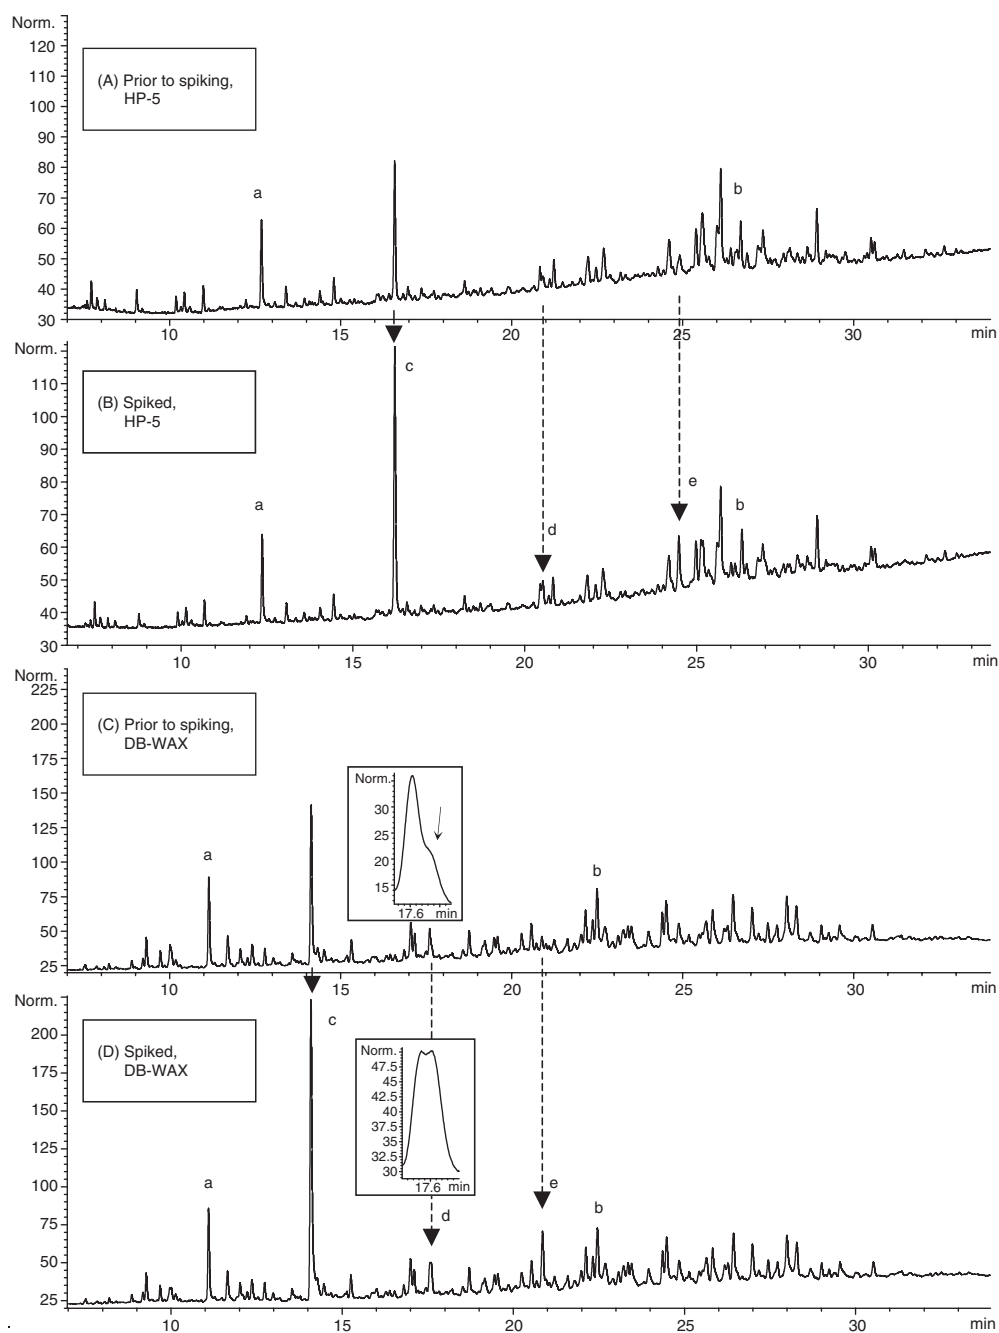 Norm.
120
110
100
90
80
70
60
50
40
30
(A) Prior to spiking,
HP-5
a
b
10 15 20 25 30 min
Norm.
110
100
90
80
70
60
50
40
30
(B) Spiked,
HP-5
a
c
d
e
b
10 15 20 25 30 min
Norm.
225
200
175
150
125
100
75
50
25
(C) Prior to spiking,
DB-WAX
a
Norm.
30
25
20
15
17.6 min
b
10 15 20 25 30 min
Norm.
200
175
150
125
100
75
50
25
(D) Spiked,
DB-WAX
a
c
Norm.
47.5
45
42.5
40
35
32.5
30
17.6 min
d
e
b
10 15 20 25 30 min